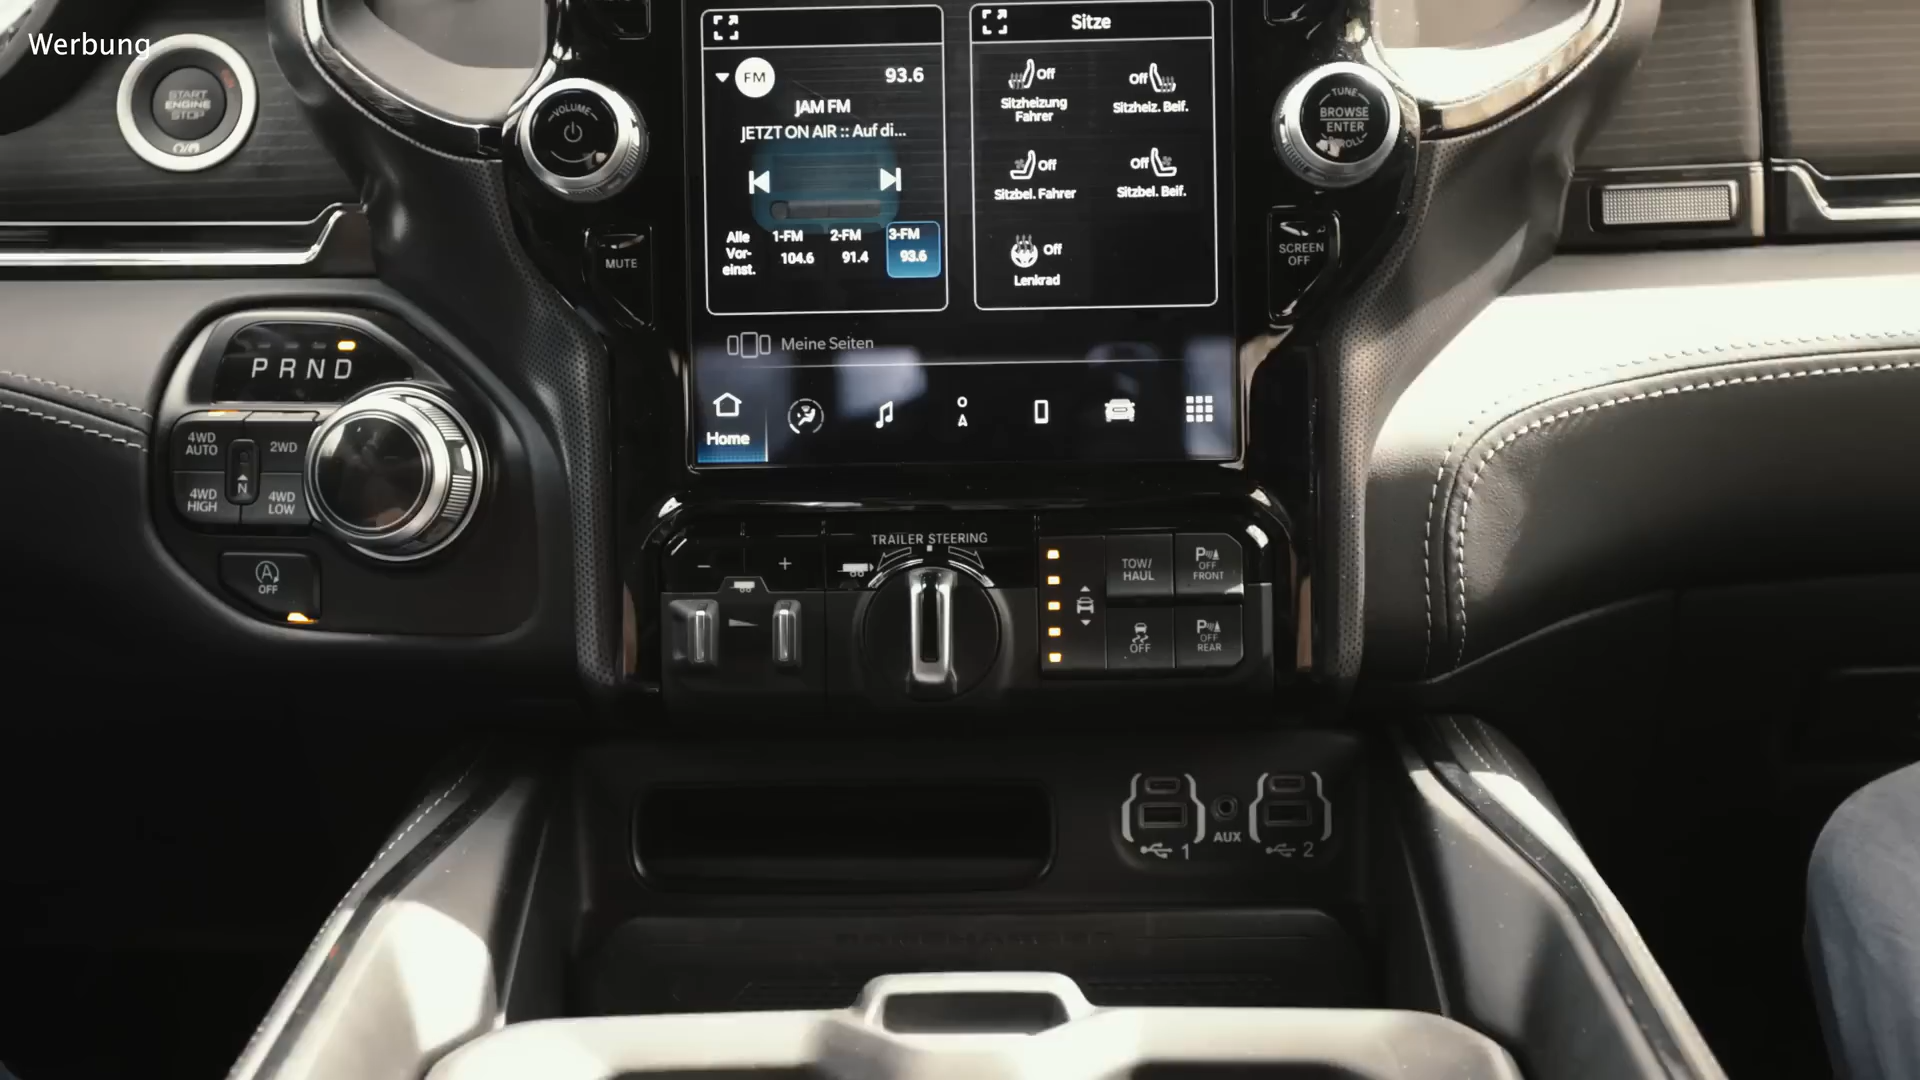 Werbung
START
ENGINE
STOP
VOLUME
MUTE
FM
93.6
JAM FM
JETZT ON AIR :: Auf di...
Alle
Vor-
einst.
1-FM
104.6
2-FM
91.4
3-FM
93.6
Sitze
Off
Sitzheizung
Fahrer
Off
Sitzheiz. Beif.
Off
Sitzbel. Fahrer
Off
Sitzbel. Beif.
Off
Lenkrad
Meine Seiten
Home
TUNE
BROWSE
ENTER
SCREEN
OFF
P R N D
4WD
AUTO
2WD
N
4WD
HIGH
4WD
LOW
A
OFF
TRAILER STEERING
− +
TOW/
HAUL
P
OFF
FRONT
OFF
P
OFF
REAR
AUX
1
2